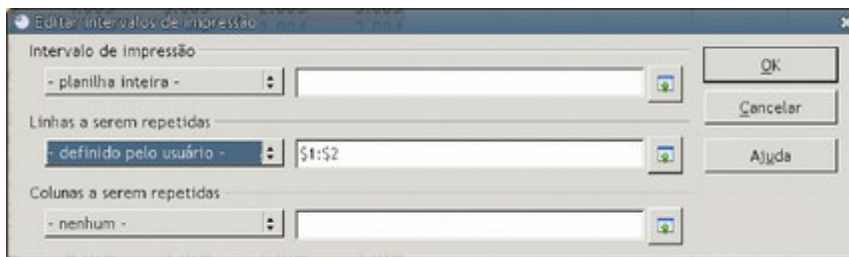 Editar intervalos de impressão
Intervalo de impressão
- planilha inteira -
OK
Linhas a serem repetidas
Cancelar
- definido pelo usuário -
$1:$2
Ajuda
Colunas a serem repetidas
- nenhum -